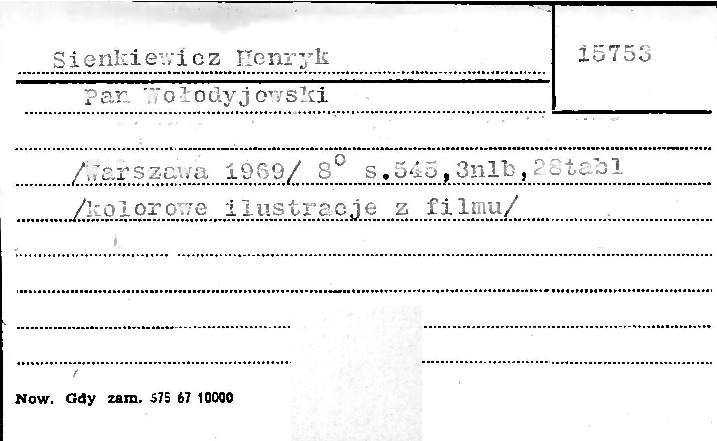 Sienkiewicz Henryk
15753
Pan Wołodyjowski
/Warszawa 1969/ 8° s.545,3nlb,28tabl
/kolorowe ilustracje z filmu/
Now. Gdy zam. 575 67 10000